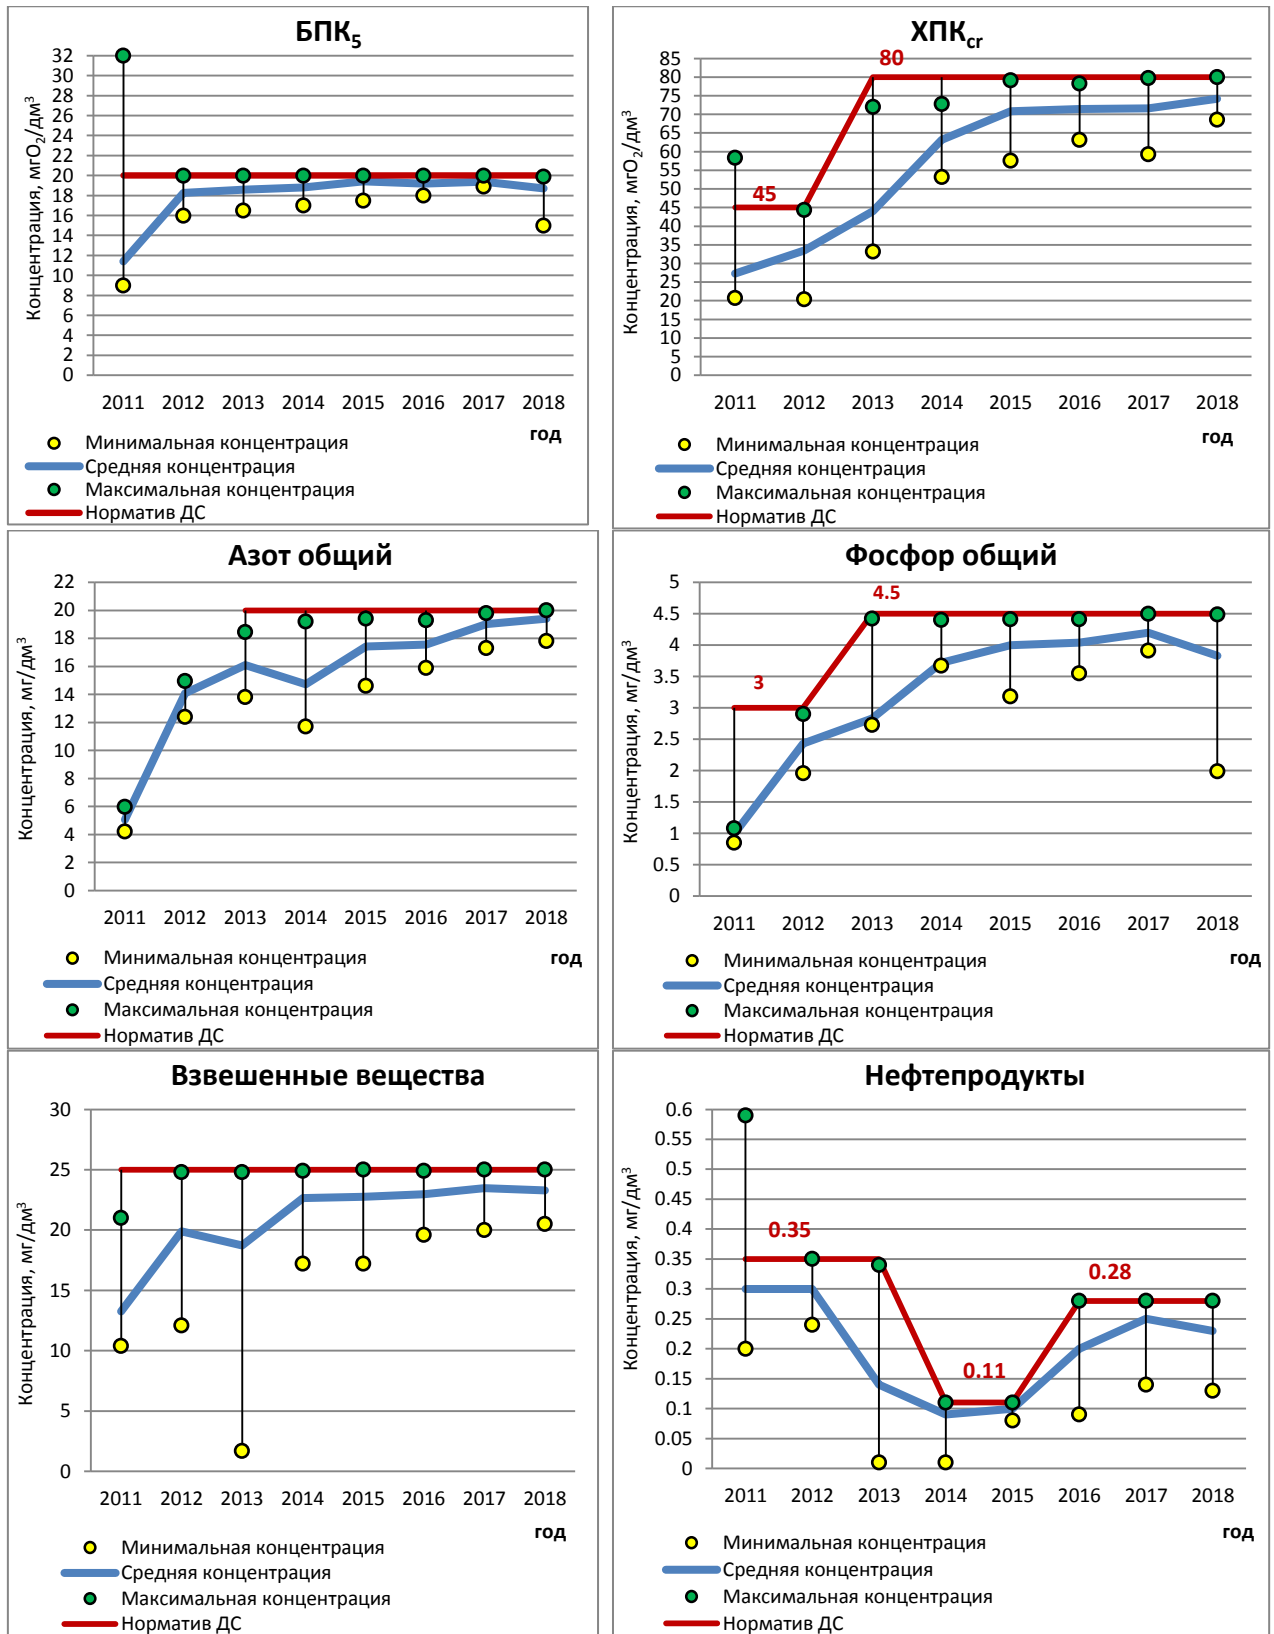 БПК5
Концентрация, мгО2/дм3
32
30
28
26
24
22
20
18
16
14
12
10
8
6
4
2
0
2011 2012 2013 2014 2015 2016 2017 2018
год
Минимальная концентрация
Средняя концентрация
Максимальная концентрация
Норматив ДС
ХПКcr
Концентрация, мгО2/дм3
85
80
75
70
65
60
55
50
45
40
35
30
25
20
15
10
5
0
80
45
2011 2012 2013 2014 2015 2016 2017 2018
год
Минимальная концентрация
Средняя концентрация
Максимальная концентрация
Норматив ДС
Азот общий
Концентрация, мг/дм3
22
20
18
16
14
12
10
8
6
4
2
0
2011 2012 2013 2014 2015 2016 2017 2018
год
Минимальная концентрация
Средняя концентрация
Максимальная концентрация
Норматив ДС
Фосфор общий
Концентрация, мг/дм3
5
4.5
4
3.5
3
2.5
2
1.5
1
0.5
0
4.5
3
2011 2012 2013 2014 2015 2016 2017 2018
год
Минимальная концентрация
Средняя концентрация
Максимальная концентрация
Норматив ДС
Взвешенные вещества
Концентрация, мг/дм3
30
25
20
15
10
5
0
2011 2012 2013 2014 2015 2016 2017 2018
год
Минимальная концентрация
Средняя концентрация
Максимальная концентрация
Норматив ДС
Нефтепродукты
Концентрация, мг/дм3
0.6
0.55
0.5
0.45
0.4
0.35
0.3
0.25
0.2
0.15
0.1
0.05
0
0.35
0.28
0.11
2011 2012 2013 2014 2015 2016 2017 2018
год
Минимальная концентрация
Средняя концентрация
Максимальная концентрация
Норматив ДС